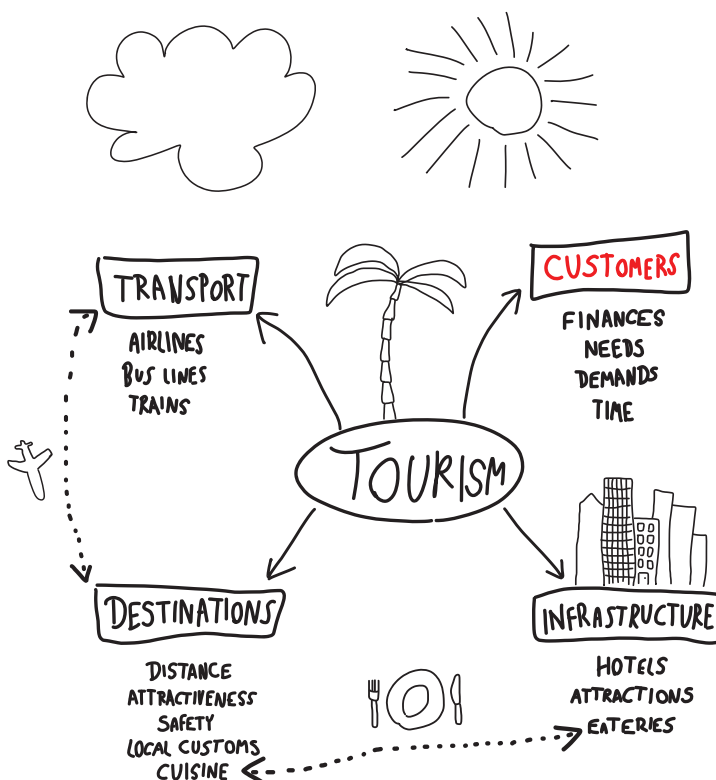 TRANSPORT
AIRLINES
BUS LINES
TRAINS
CUSTOMERS
FINANCES
NEEDS
DEMANDS
TIME
TOURISM
DESTINATIONS
DISTANCE
ATTRACTIVENESS
SAFETY
LOCAL CUSTOMS
CUISINE
INFRASTRUCTURE
HOTELS
ATTRACTIONS
EATERIES